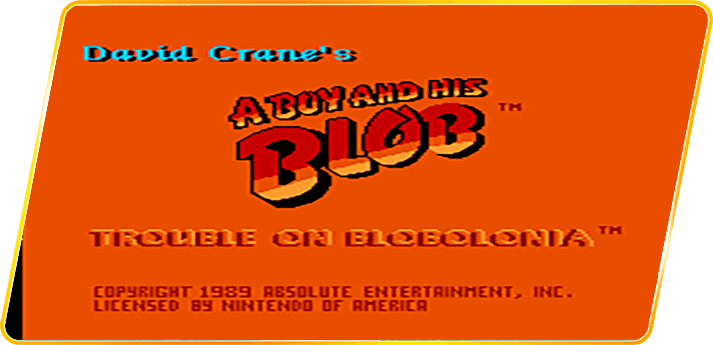 David Crane's
A BOY AND HIS
BLOB™
TROUBLE ON BLOBOLONIA™
COPYRIGHT 1989 ABSOLUTE ENTERTAINMENT, INC.
LICENSED BY NINTENDO OF AMERICA